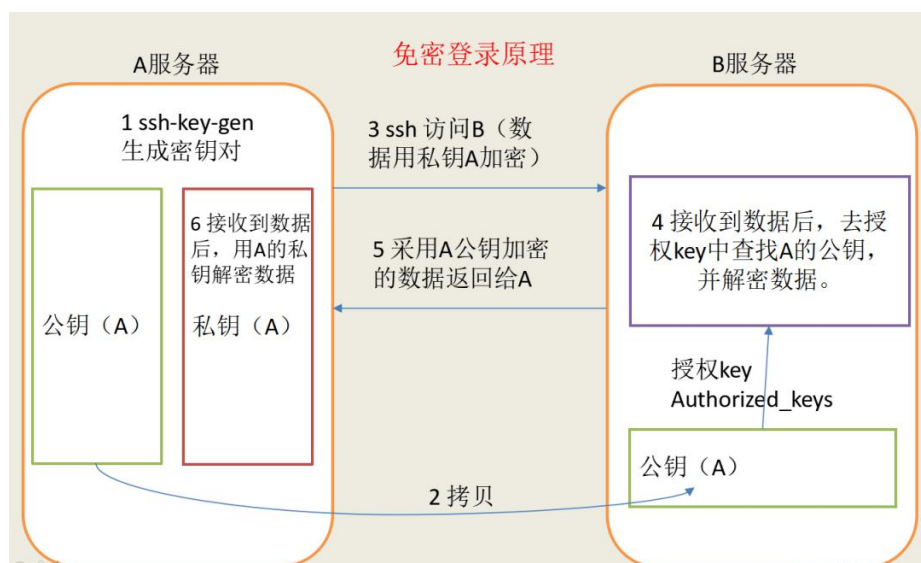 免密登录原理
A服务器
B服务器
1 ssh-key-gen
生成密钥对
3 ssh 访问B（数
据用私钥A加密）
6 接收到数据
后，用A的私
钥解密数据
4 接收到数据后，去授
权key中查找A的公钥，
并解密数据。
5 采用A公钥加密
的数据返回给A
公钥（A）
私钥（A）
授权key
Authorized_keys
公钥（A）
2 拷贝